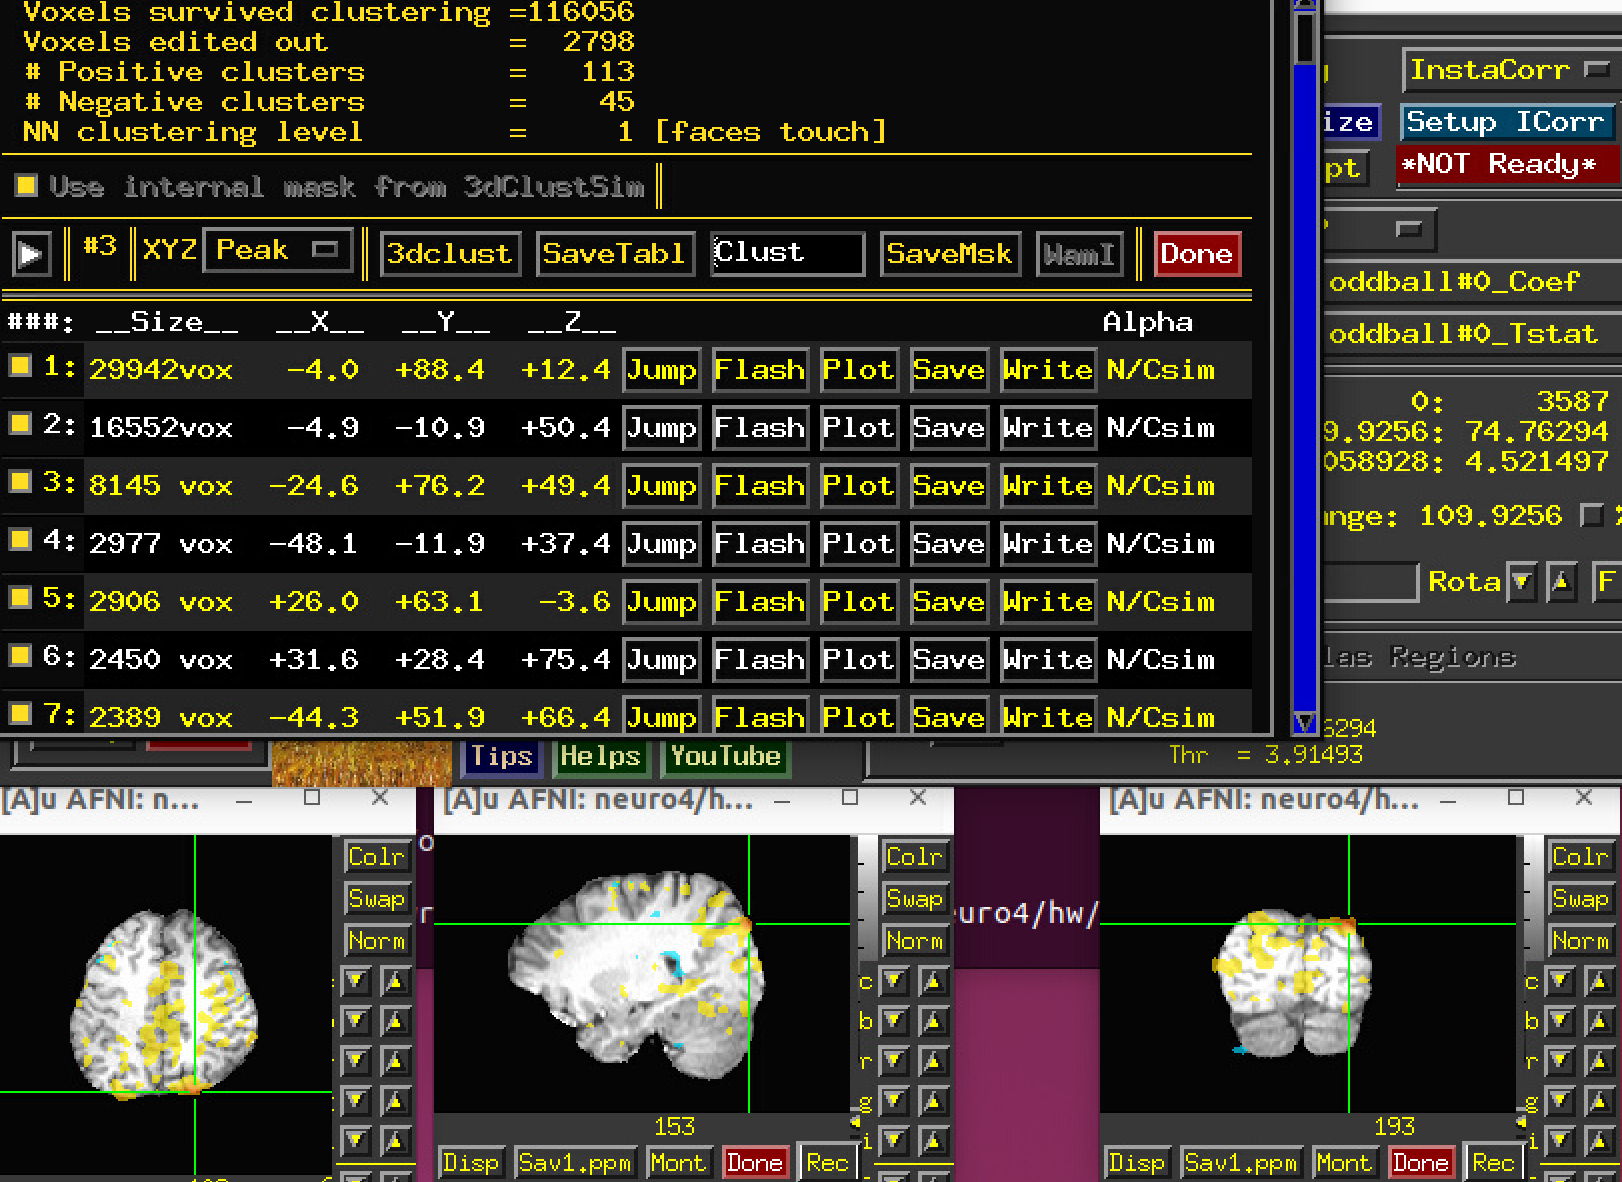 Voxels survived clustering =116056
Voxels edited out = 2798
# Positive clusters = 113
# Negative clusters = 45
NN clustering level = 1 [faces touch]
Use internal mask from 3dClustSim
#3 XYZ Peak 3dclust SaveTabl Clust SaveMsk WamI Done
###: __Size__ __X__ __Y__ __Z__ Alpha
1: 29942vox -4.0 +88.4 +12.4 Jump Flash Plot Save Write N/Csim
2: 16552vox -4.9 -10.9 +50.4 Jump Flash Plot Save Write N/Csim
3: 8145 vox -24.6 +76.2 +49.4 Jump Flash Plot Save Write N/Csim
4: 2977 vox -48.1 -11.9 +37.4 Jump Flash Plot Save Write N/Csim
5: 2906 vox +26.0 +63.1 -3.6 Jump Flash Plot Save Write N/Csim
6: 2450 vox +31.6 +28.4 +75.4 Jump Flash Plot Save Write N/Csim
7: 2389 vox -44.3 +51.9 +66.4 Jump Flash Plot Save Write N/Csim
InstaCorr
ize Setup ICorr
pt *NOT Ready*
oddball#0_Coef
oddball#0_Tstat
0: 3587
9.9256: 74.76294
058928: 4.521497
nge: 109.9256
Rota F
las Regions
6294
Thr = 3.91493
Tips Helps YouTube
[A]u AFNI: n...
[A]u AFNI: neuro4/h...
[A]u AFNI: neuro4/h...
euro4/hw/
Colr
Swap
Norm
Colr
Swap
Norm
c
b
r
g
i
153
Disp Sav1.ppm Mont Done Rec
Colr
Swap
Norm
c
b
r
g
i
193
Disp Sav1.ppm Mont Done Rec